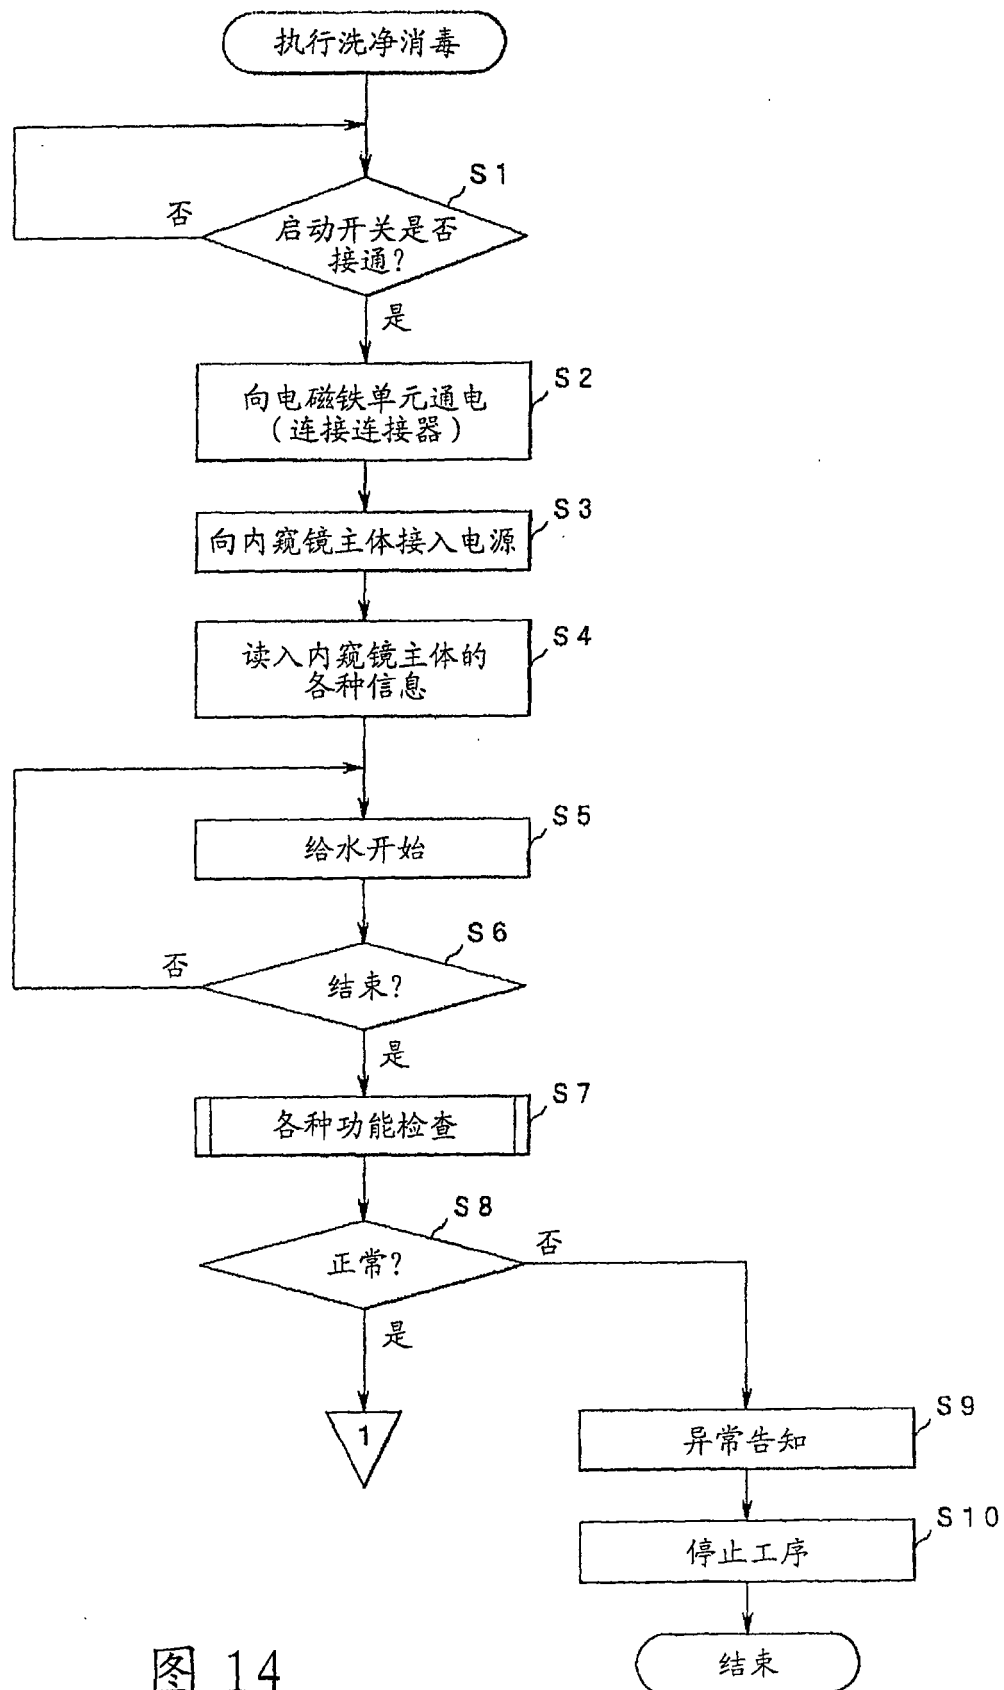 执行洗净消毒
S1
否
启动开关是否
接通?
是
S2
向电磁铁单元通电
(连接连接器)
S3
向内窥镜主体接入电源
S4
读入内窥镜主体的
各种信息
S5
给水开始
S6
否
结束?
是
S7
各种功能检查
S8
否
正常?
是
1
S9
异常告知
S10
停止工序
结束
图 14